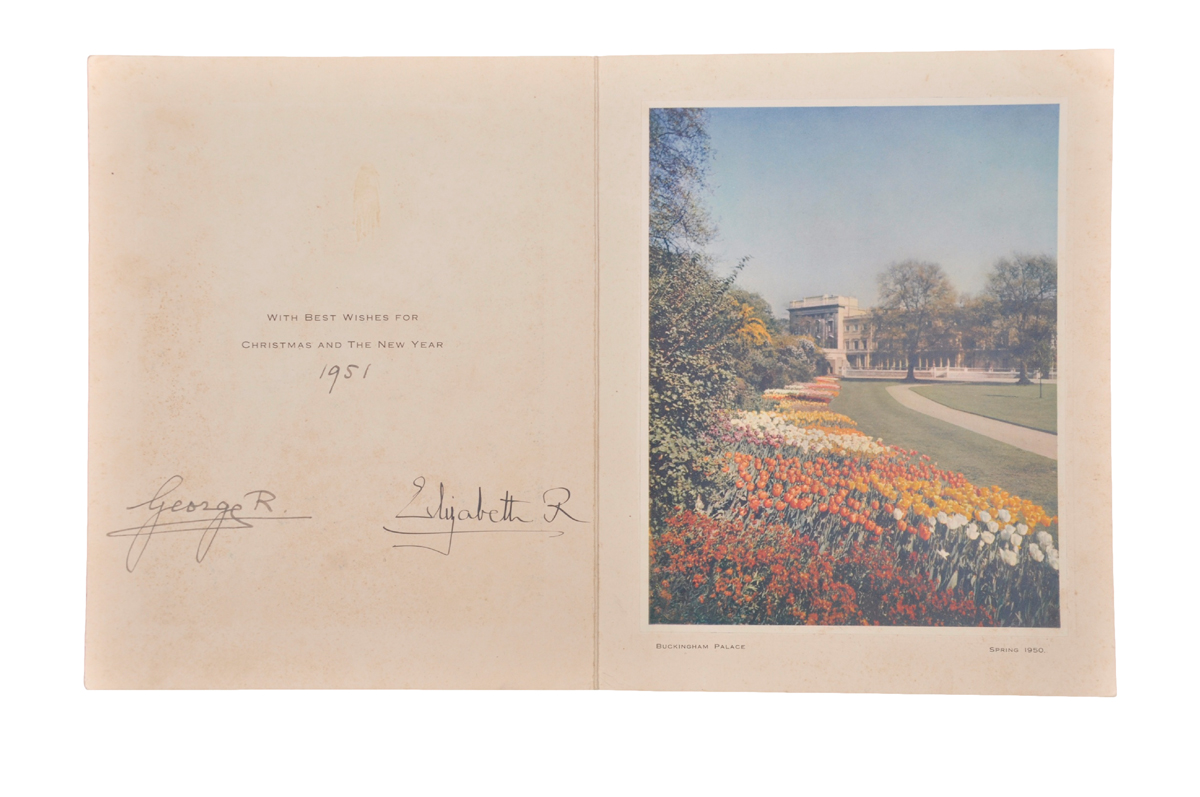 With Best Wishes for
Christmas and The New Year
1951
George R.
Elizabeth R
Buckingham Palace
Spring 1950.